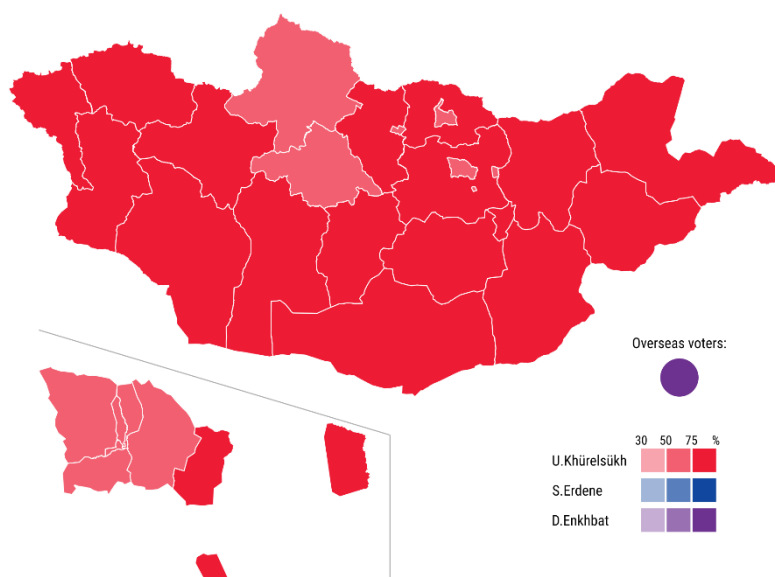 Overseas voters:
30 50 75 %
U.Khürelsükh
S.Erdene
D.Enkhbat